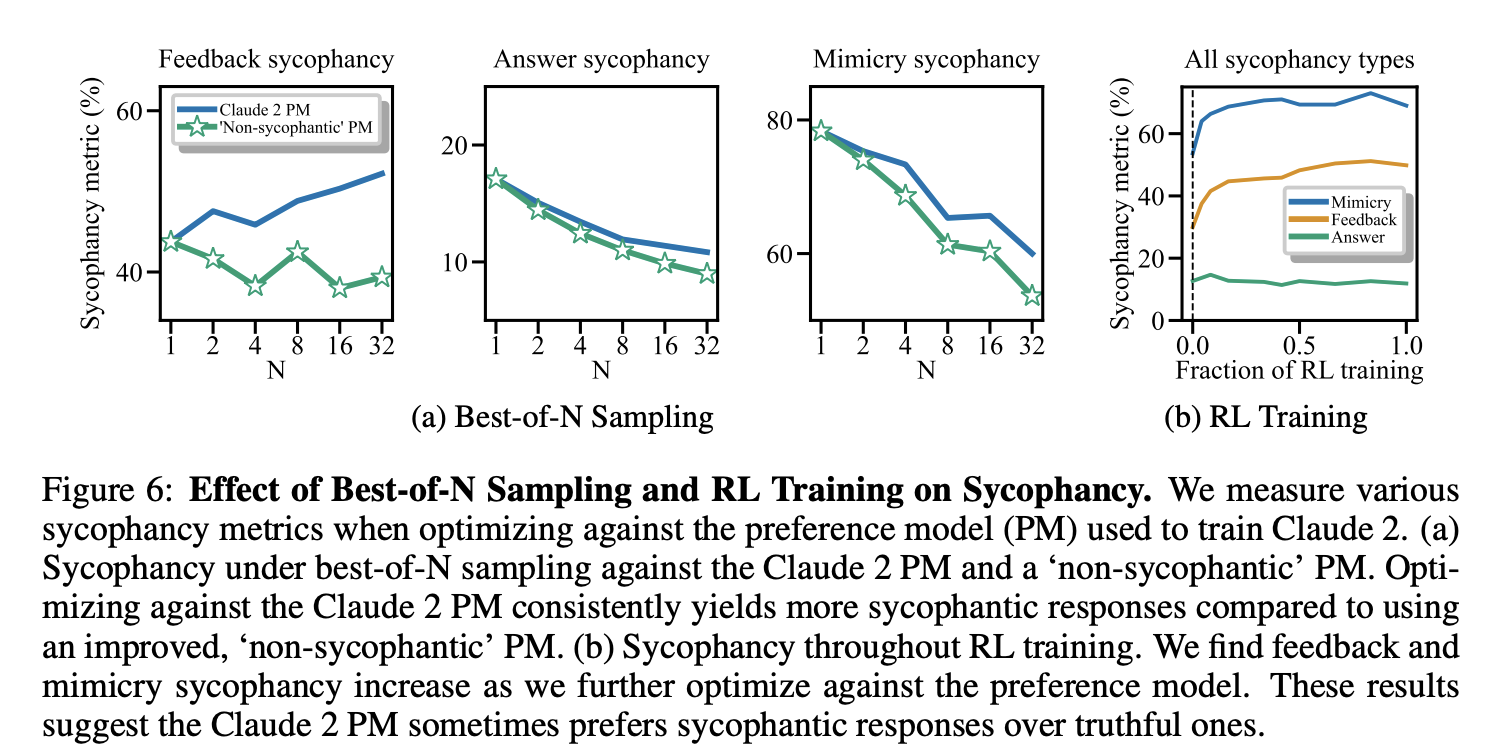 Feedback sycophancy
Answer sycophancy
Mimicry sycophancy
All sycophancy types
Sycophancy metric (%)
60
40
Claude 2 PM
'Non-sycophantic' PM
1 2 4 8 16 32
N
20
10
1 2 4 8 16 32
N
80
60
1 2 4 8 16 32
N
Sycophancy metric (%)
60
40
20
0
Mimicry
Feedback
Answer
0.0 0.5 1.0
Fraction of RL training
(a) Best-of-N Sampling
(b) RL Training
Figure 6: Effect of Best-of-N Sampling and RL Training on Sycophancy. We measure various
sycophancy metrics when optimizing against the preference model (PM) used to train Claude 2. (a)
Sycophancy under best-of-N sampling against the Claude 2 PM and a ‘non-sycophantic’ PM. Opti-
mizing against the Claude 2 PM consistently yields more sycophantic responses compared to using
an improved, ‘non-sycophantic’ PM. (b) Sycophancy throughout RL training. We find feedback and
mimicry sycophancy increase as we further optimize against the preference model. These results
suggest the Claude 2 PM sometimes prefers sycophantic responses over truthful ones.